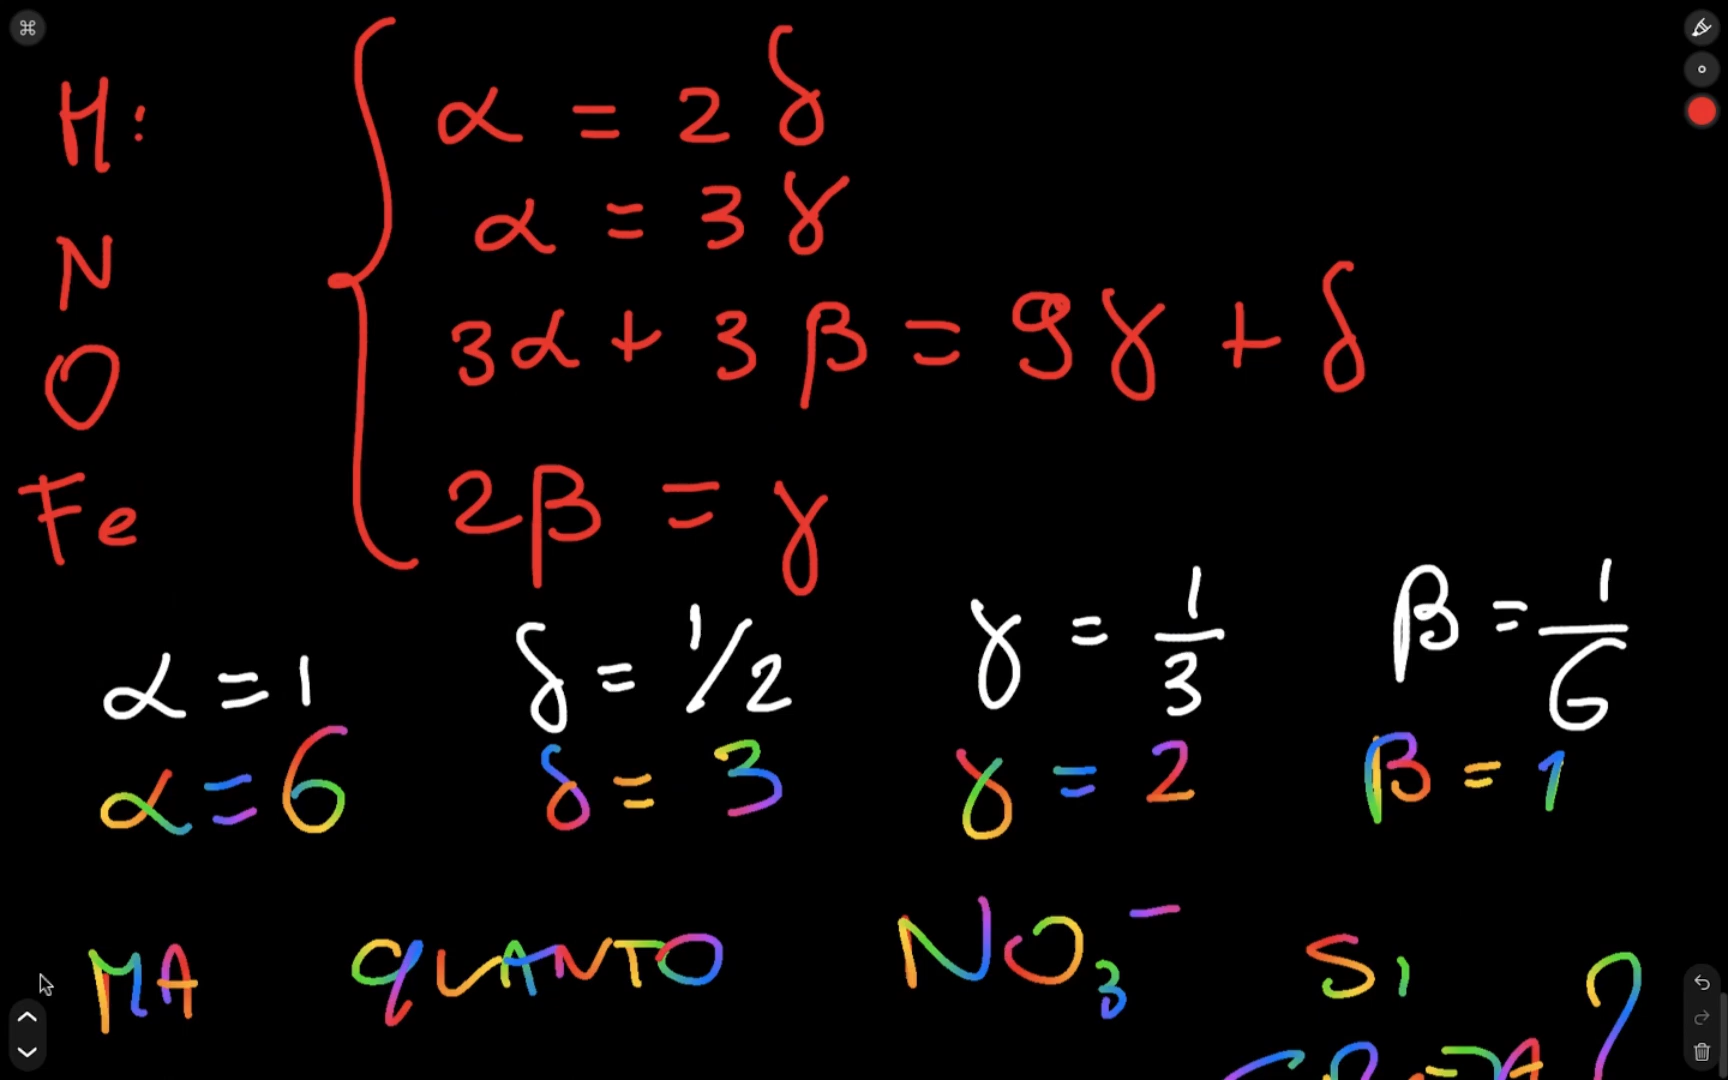 H: α = 2δ
N α = 3γ
O 3α + 3β = 9γ + δ
Fe 2β = γ
α = 1 δ = 1/2 γ = 1/3 β = 1/6
α = 6 δ = 3 γ = 2 β = 1
MA QUANTO NO₃⁻ Si ?